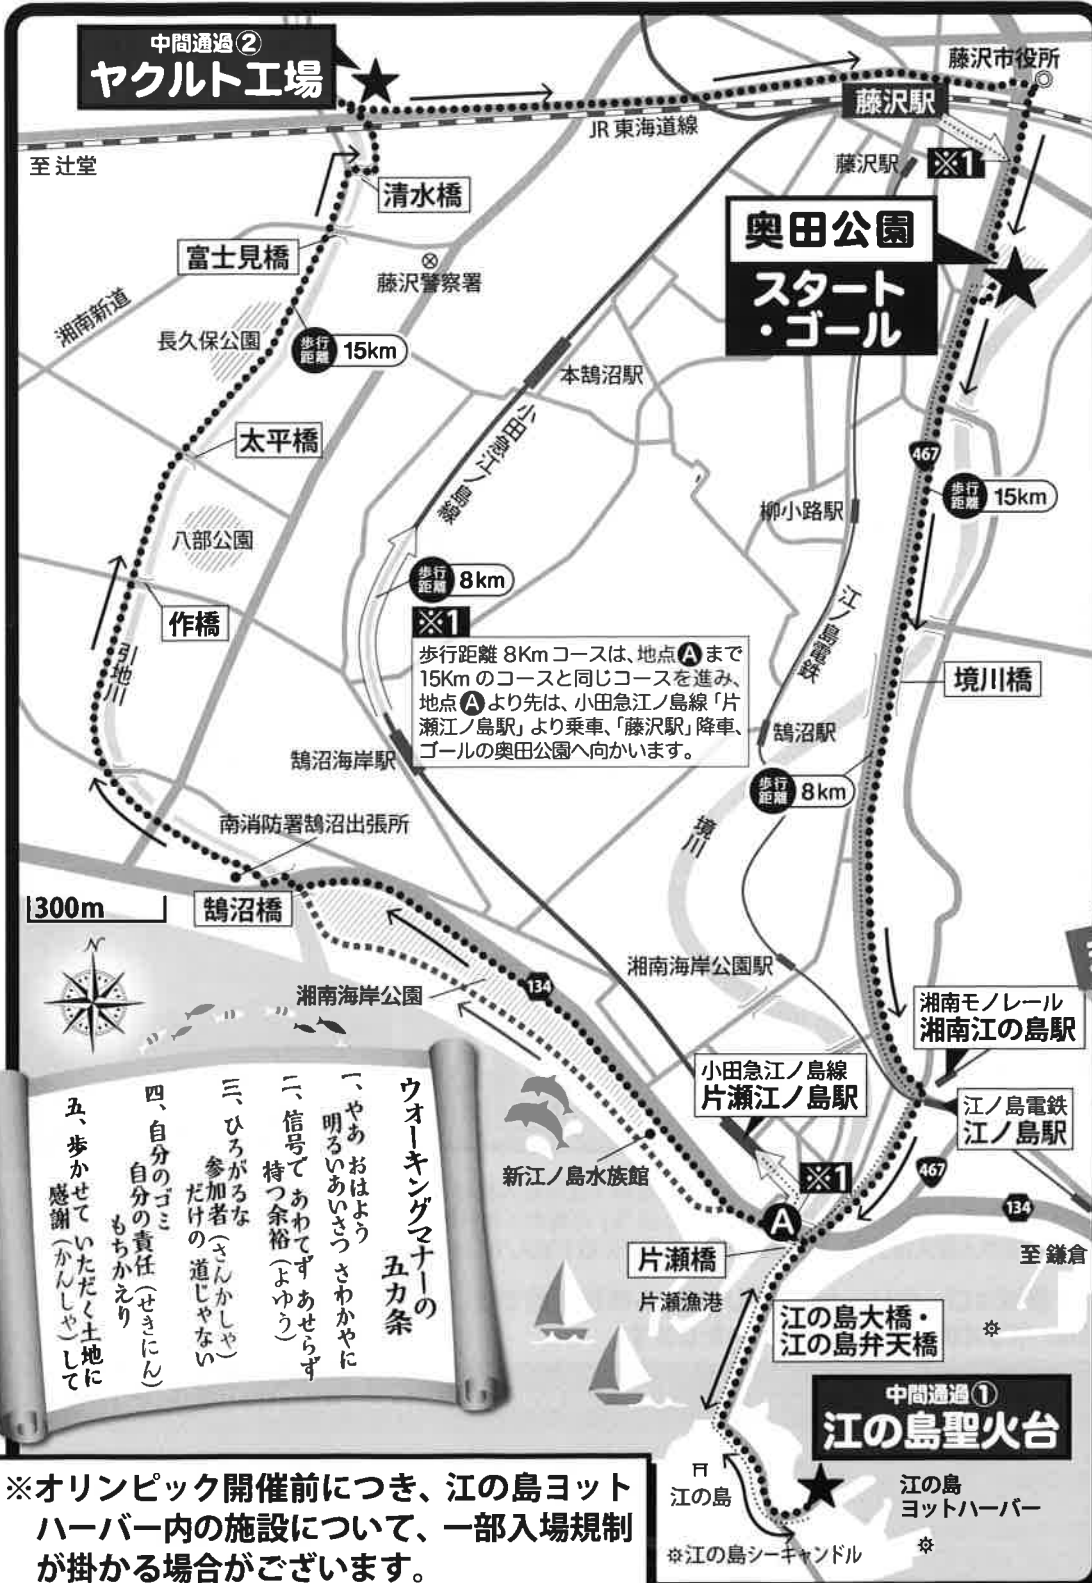 中間通過②
ヤクルト工場
藤沢市役所
藤沢駅
JR 東海道線
至 辻堂
藤沢駅
※1
清水橋
奥田公園
スタート
・ゴール
富士見橋
藤沢警察署
湘南新道
長久保公園
歩行距離 15km
本鵠沼駅
小田急江ノ島線
太平橋
467
歩行距離 15km
八部公園
柳小路駅
歩行距離 8km
作橋
※1
歩行距離 8Kmコースは、地点Ⓐまで
15Kmのコースと同じコースを進み、
地点Ⓐより先は、小田急江ノ島線「片
瀬江ノ島駅」より乗車、「藤沢駅」降車、
ゴールの奥田公園へ向かいます。
江ノ島電鉄
引地川
境川橋
鵠沼駅
鵠沼海岸駅
歩行距離 8km
境川
南消防署鵠沼出張所
300m
鵠沼橋
N
湘南海岸公園
134
湘南海岸公園駅
湘南モノレール
湘南江の島駅
小田急江ノ島線
片瀬江ノ島駅
江ノ島電鉄
江ノ島駅
新江ノ島水族館
※1
467
134
A
至 鎌倉
片瀬橋
片瀬漁港
江の島大橋・
江の島弁天橋
ウオーキングマナーの
五カ条
一、やあ おはよう
明るいあいさつ さわやかに
二、信号で あわてず あせらず
持つ余裕（よゆう）
三、ひろがるな
参加者（さんかしゃ）
だけの 道じゃない
四、自分のゴミ
自分の責任（せきにん）
もちかえり
五、歩かせて いただく土地に
感謝（かんしゃ）して
中間通過①
江の島聖火台
江の島
江の島
ヨットハーバー
江の島シーキャンドル
※オリンピック開催前につき、江の島ヨット
ハーバー内の施設について、一部入場規制
が掛かる場合がございます。